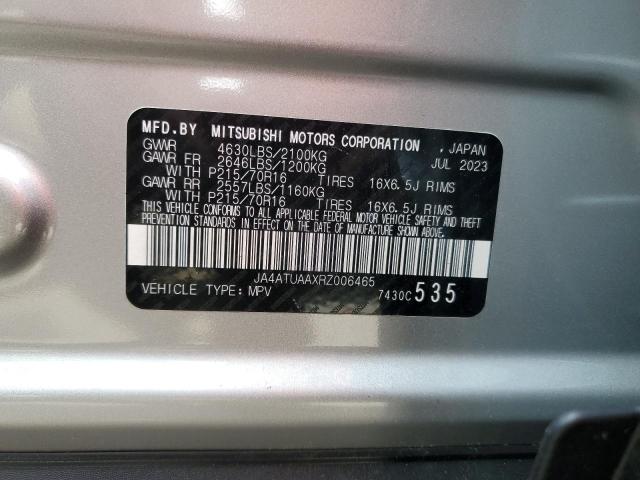 MFD.BY MITSUBISHI MOTORS CORPORATION . JAPAN
GVWR 4630LBS/2100KG JUL 2023
GAWR FR 2646LBS/1200KG
WITH P215/70R16 TIRES 16X6.5J RIMS
GAWR RR 2557LBS/1160KG
WITH P215/70R16 TIRES 16X6.5J RIMS
THIS VEHICLE CONFORMS TO ALL APPLICABLE FEDERAL MOTOR VEHICLE SAFETY AND THEFT
PREVENTION STANDARDS IN EFFECT ON THE DATE OF MANUFACTURE SHOWN ABOVE.
JA4ATUAAXRZ006465
VEHICLE TYPE:MPV 7430C 535